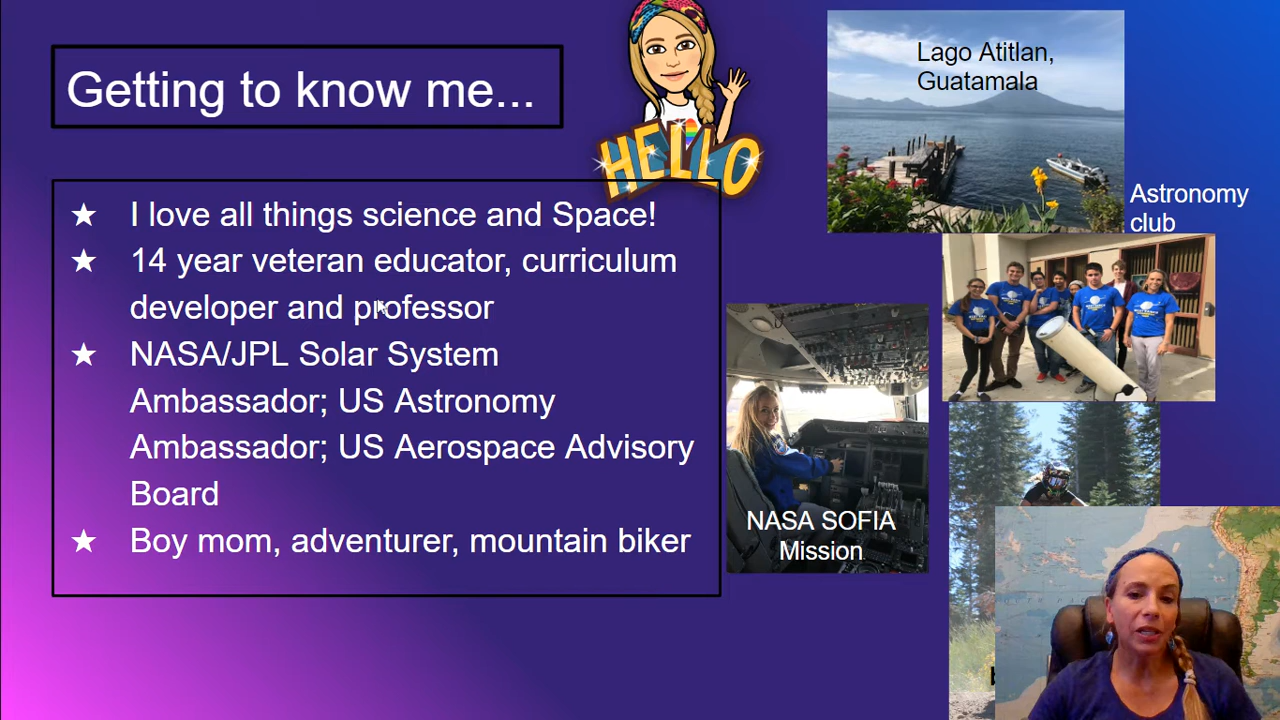 Getting to know me...
HELLO
★ I love all things science and Space!
★ 14 year veteran educator, curriculum
developer and professor
★ NASA/JPL Solar System
Ambassador; US Astronomy
Ambassador; US Aerospace Advisory
Board
★ Boy mom, adventurer, mountain biker
Lago Atitlan,
Guatamala
Astronomy
club
NASA SOFIA
Mission